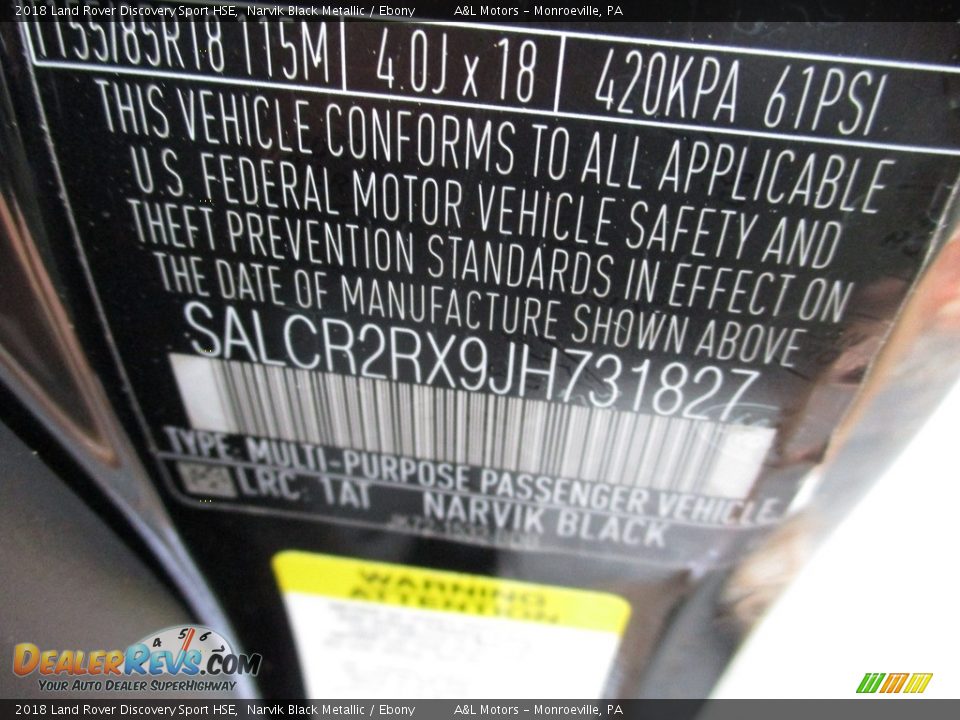 2018 Land Rover Discovery Sport HSE, Narvik Black Metallic / Ebony A&L Motors - Monroeville, PA
T155/85R18 115M 4.0J x 18 420KPA 61PSI
THIS VEHICLE CONFORMS TO ALL APPLICABLE
U.S. FEDERAL MOTOR VEHICLE SAFETY AND
THEFT PREVENTION STANDARDS IN EFFECT ON
THE DATE OF MANUFACTURE SHOWN ABOVE
SALCR2RX9JH731827
TYPE: MULTI-PURPOSE PASSENGER VEHICLE
LRC: 1AT NARVIK BLACK
WARNING
ATTENTION
4 5 6
DEALERREVS.COM
YOUR AUTO DEALER SUPERHIGHWAY
2018 Land Rover Discovery Sport HSE, Narvik Black Metallic / Ebony A&L Motors - Monroeville, PA